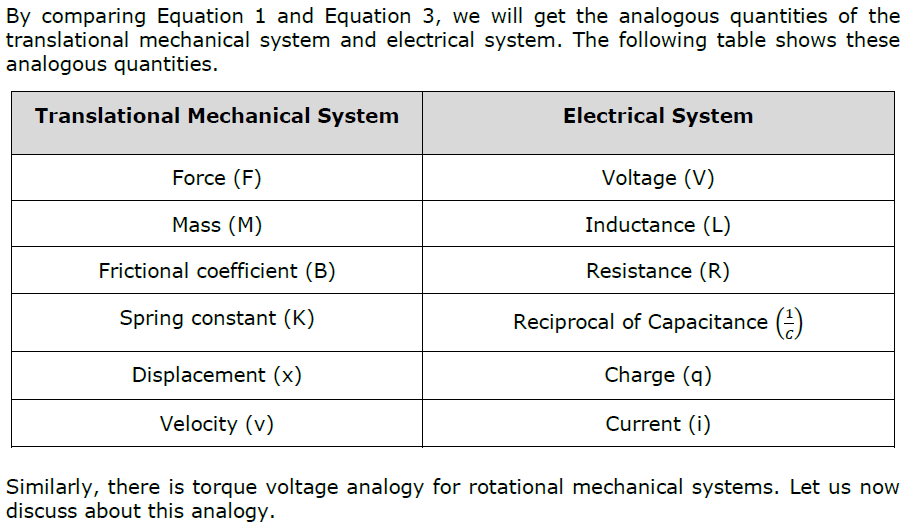 By comparing Equation 1 and Equation 3, we will get the analogous quantities of the
translational mechanical system and electrical system. The following table shows these
analogous quantities.
Translational Mechanical System Electrical System
Force (F) Voltage (V)
Mass (M) Inductance (L)
Frictional coefficient (B) Resistance (R)
Spring constant (K) Reciprocal of Capacitance (1/C)
Displacement (x) Charge (q)
Velocity (v) Current (i)
Similarly, there is torque voltage analogy for rotational mechanical systems. Let us now
discuss about this analogy.